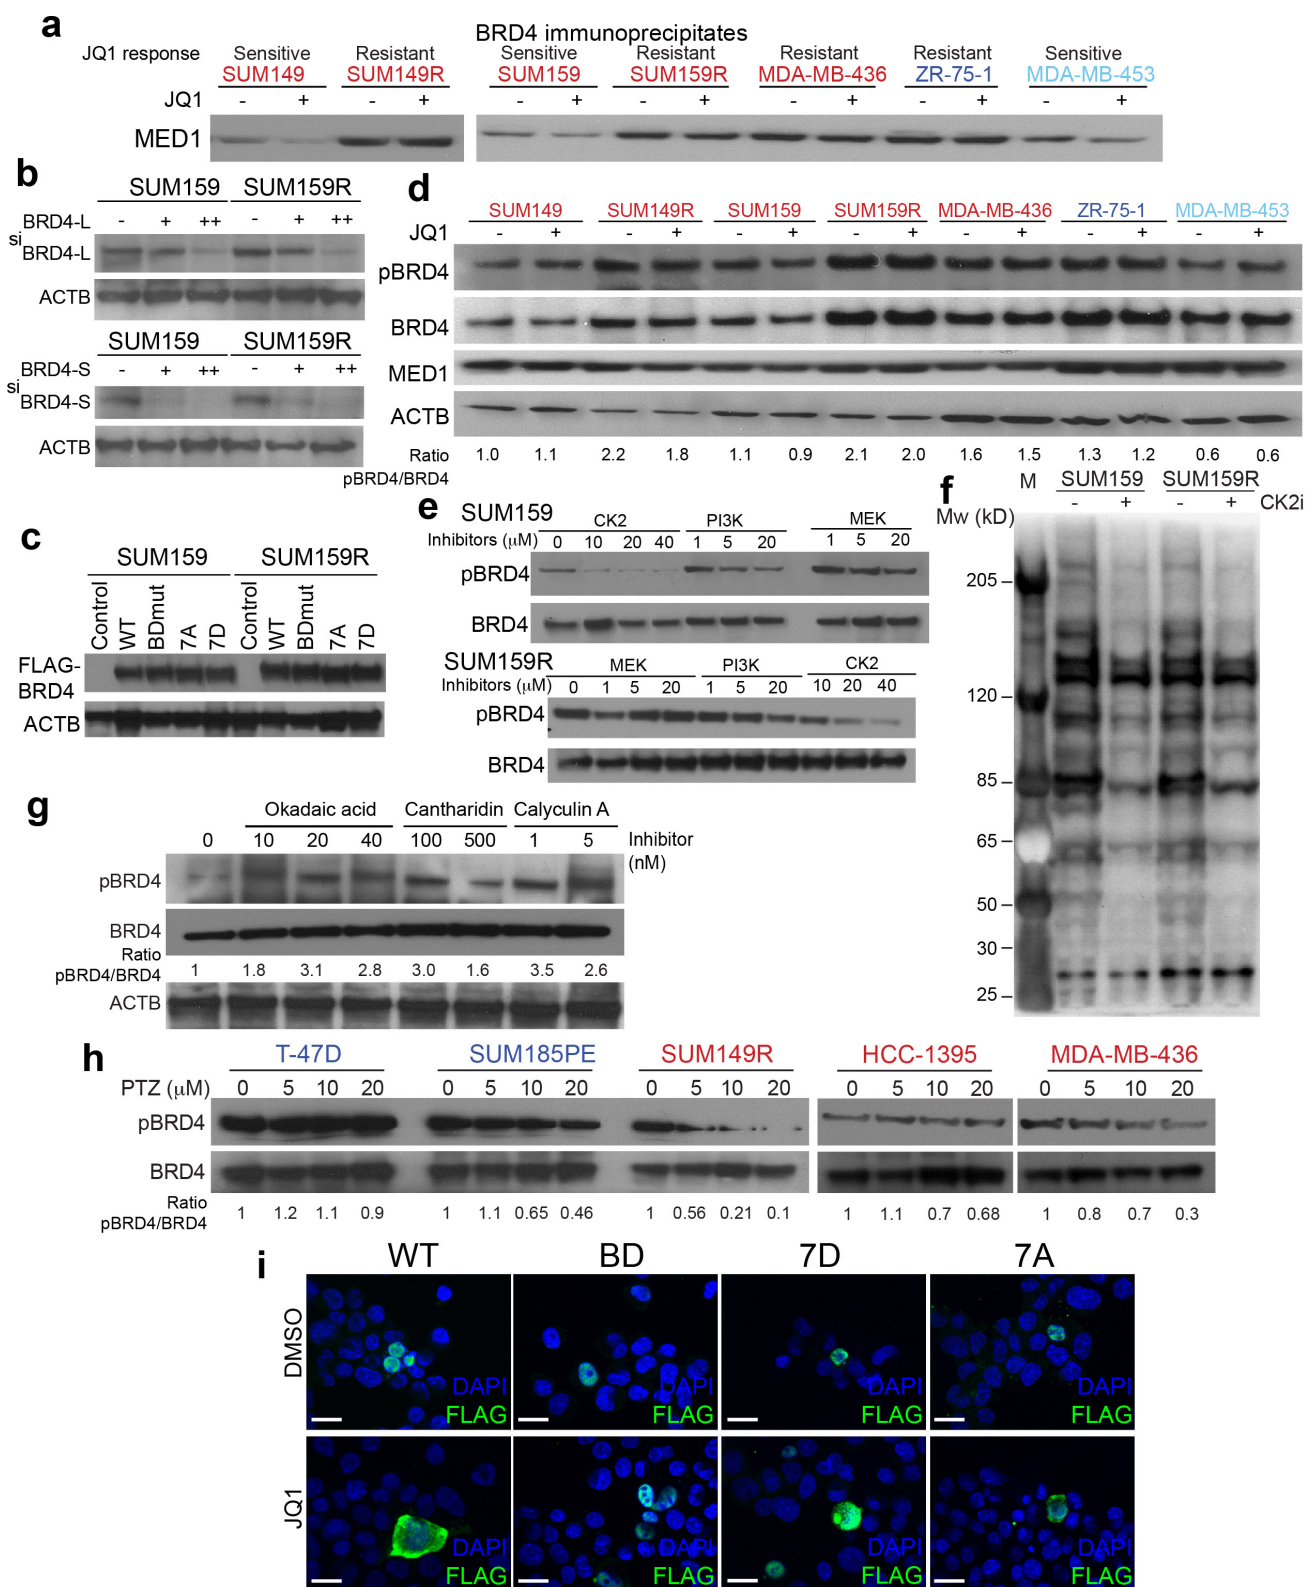 a
BRD4 immunoprecipitates
JQ1 response Sensitive Resistant Sensitive Resistant Resistant Resistant Sensitive
SUM149 SUM149R SUM159 SUM159R MDA-MB-436 ZR-75-1 MDA-MB-453
JQ1 - + - + - + - + - + - + - +
MED1
b
SUM159 SUM159R
BRD4-L - + ++ - + ++
si
BRD4-L
ACTB
SUM159 SUM159R
BRD4-S - + ++ - + ++
si
BRD4-S
ACTB
c
SUM159 SUM159R
Control WT BDmut 7A 7D Control WT BDmut 7A 7D
FLAG-
BRD4
ACTB
d
SUM149 SUM149R SUM159 SUM159R MDA-MB-436 ZR-75-1 MDA-MB-453
JQ1 - + - + - + - + - + - + - +
pBRD4
BRD4
MED1
ACTB
Ratio 1.0 1.1 2.2 1.8 1.1 0.9 2.1 2.0 1.6 1.5 1.3 1.2 0.6 0.6
pBRD4/BRD4
e
SUM159 CK2 PI3K MEK
Inhibitors (μM) 0 10 20 40 1 5 20 1 5 20
pBRD4
BRD4
SUM159R MEK PI3K CK2
Inhibitors (μM) 0 1 5 20 1 5 20 10 20 40
pBRD4
BRD4
f
M SUM159 SUM159R
- + - + CK2i
Mw (kD)
205
120
85
65
50
30
25
g
Okadaic acid Cantharidin Calyculin A
0 10 20 40 100 500 1 5 Inhibitor
(nM)
pBRD4
BRD4
Ratio
pBRD4/BRD4 1 1.8 3.1 2.8 3.0 1.6 3.5 2.6
ACTB
h
T-47D SUM185PE SUM149R HCC-1395 MDA-MB-436
PTZ (μM) 0 5 10 20 0 5 10 20 0 5 10 20 0 5 10 20 0 5 10 20
pBRD4
BRD4
Ratio
pBRD4/BRD4 1 1.2 1.1 0.9 1 1.1 0.65 0.46 1 0.56 0.21 0.1 1 1.1 0.7 0.68 1 0.8 0.7 0.3
i
WT BD 7D 7A
DMSO
DAPI DAPI DAPI DAPI
FLAG FLAG FLAG FLAG
JQ1
DAPI DAPI DAPI DAPI
FLAG FLAG FLAG FLAG